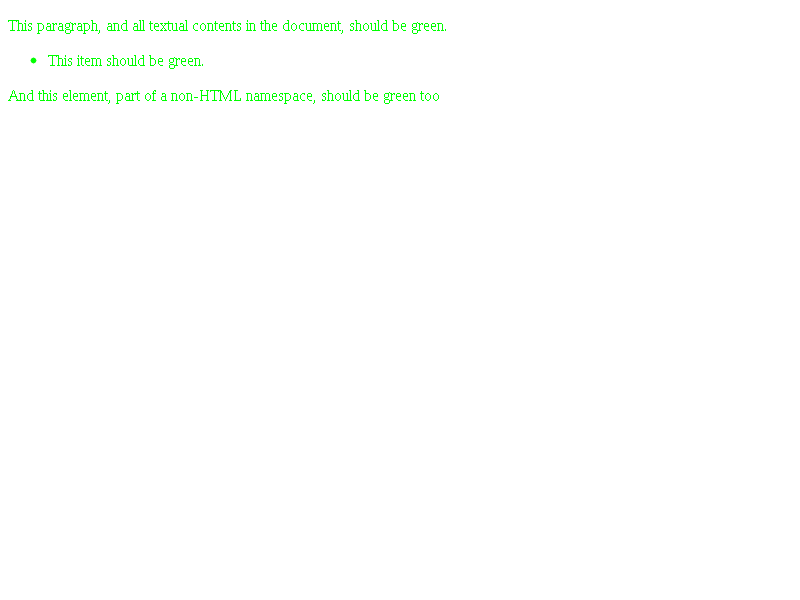 This paragraph, and all textual contents in the document, should be green.
This item should be green.
And this element, part of a non-HTML namespace, should be green too